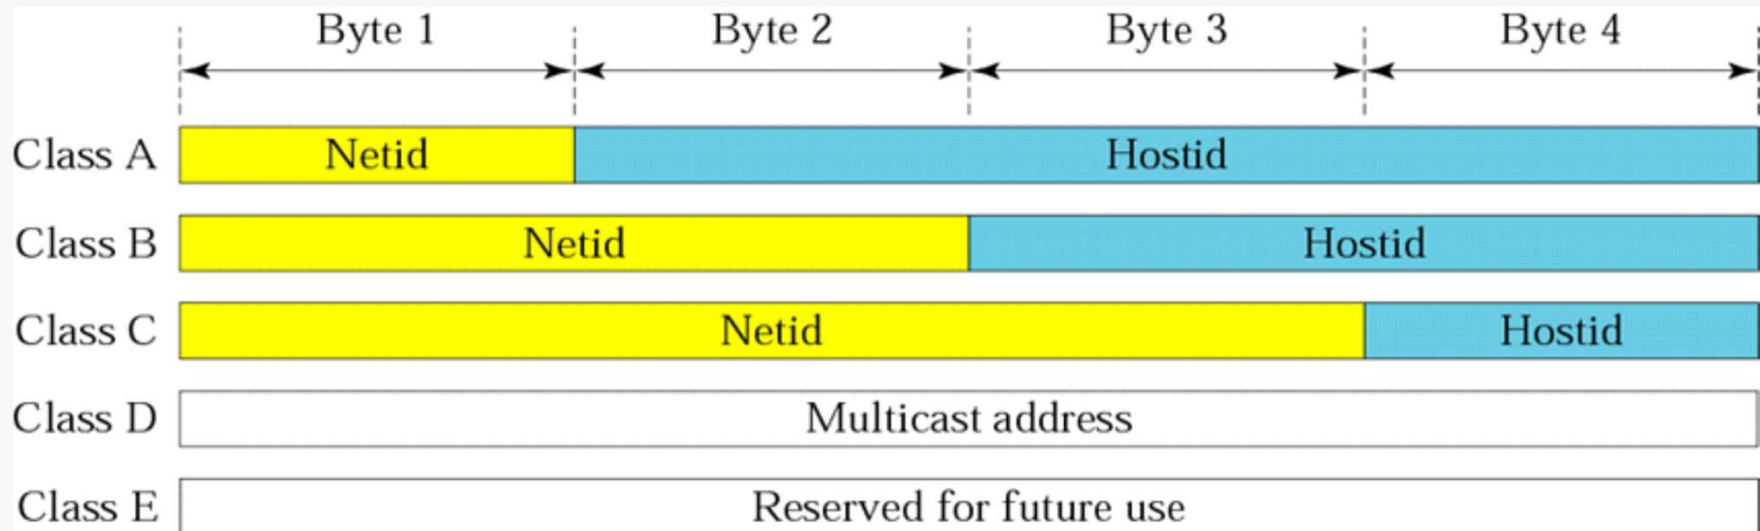 Byte 1 Byte 2 Byte 3 Byte 4
Class A Netid Hostid
Class B Netid Hostid
Class C Netid Hostid
Class D Multicast address
Class E Reserved for future use